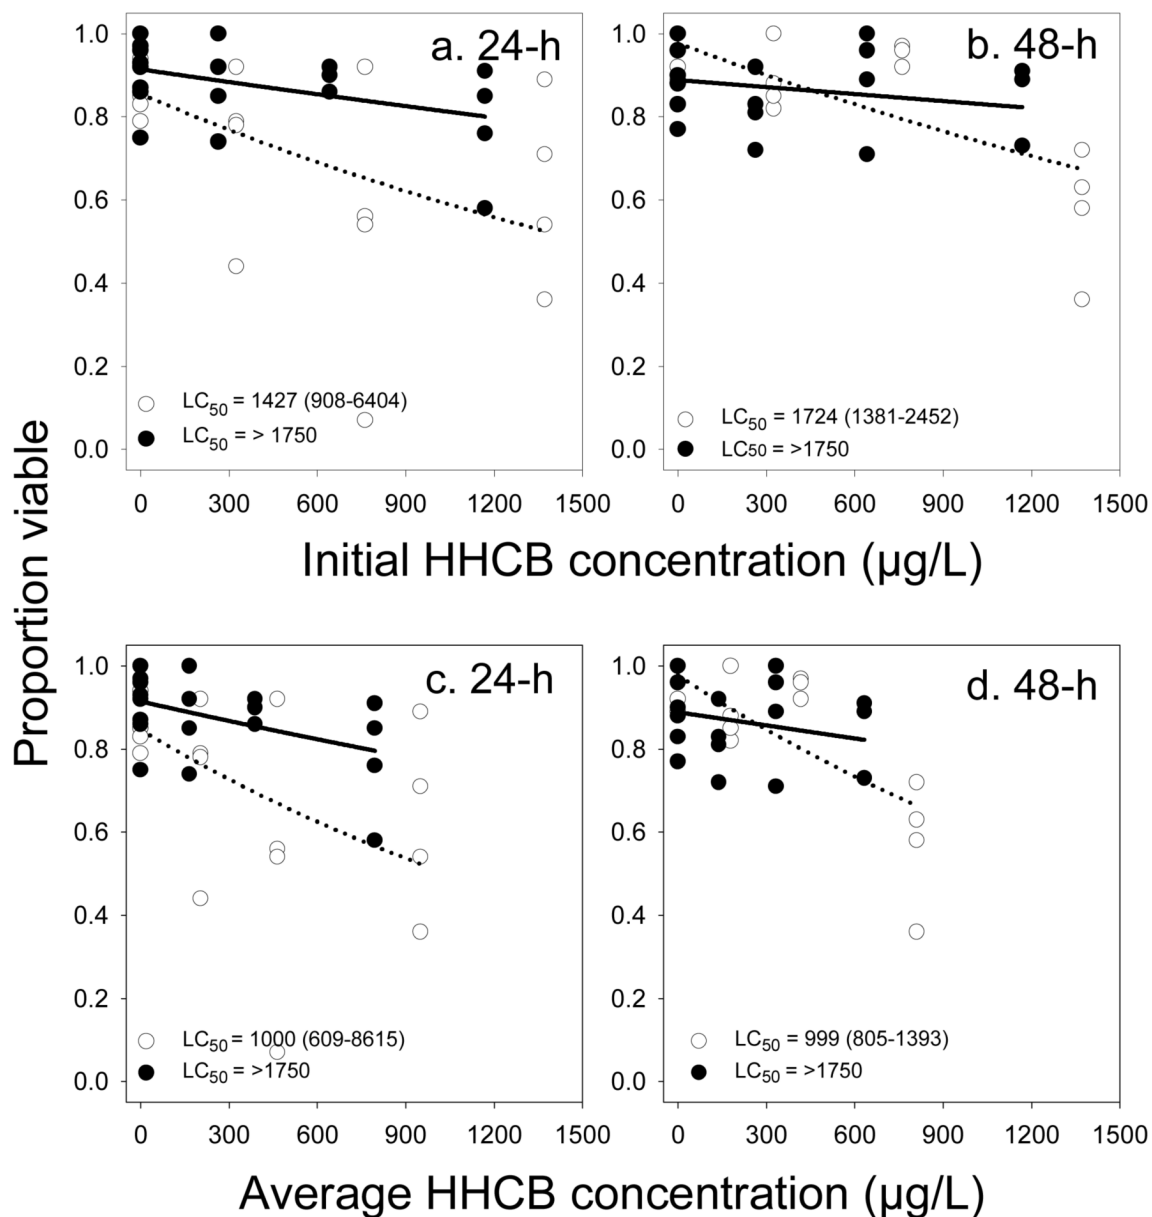 Proportion viable
a. 24-h
1.0
0.8
0.6
0.4
0.2
0.0
LC50 = 1427 (908-6404)
LC50 = > 1750
0 300 600 900 1200 1500
b. 48-h
1.0
0.8
0.6
0.4
0.2
0.0
LC50 = 1724 (1381-2452)
LC50 = >1750
0 300 600 900 1200 1500
Initial HHCB concentration (µg/L)
c. 24-h
1.0
0.8
0.6
0.4
0.2
0.0
LC50 = 1000 (609-8615)
LC50 = >1750
0 300 600 900 1200 1500
d. 48-h
1.0
0.8
0.6
0.4
0.2
0.0
LC50 = 999 (805-1393)
LC50 = >1750
0 300 600 900 1200 1500
Average HHCB concentration (µg/L)